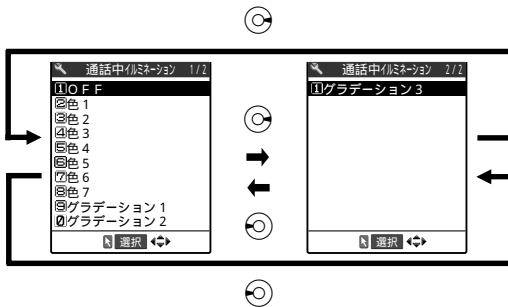 通話中イルミネーション 1/2
1OFF
2色1
3色2
4色3
5色4
6色5
7色6
8色7
9グラデーション1
0グラデーション2
選択
通話中イルミネーション 2/2
1グラデーション3
選択